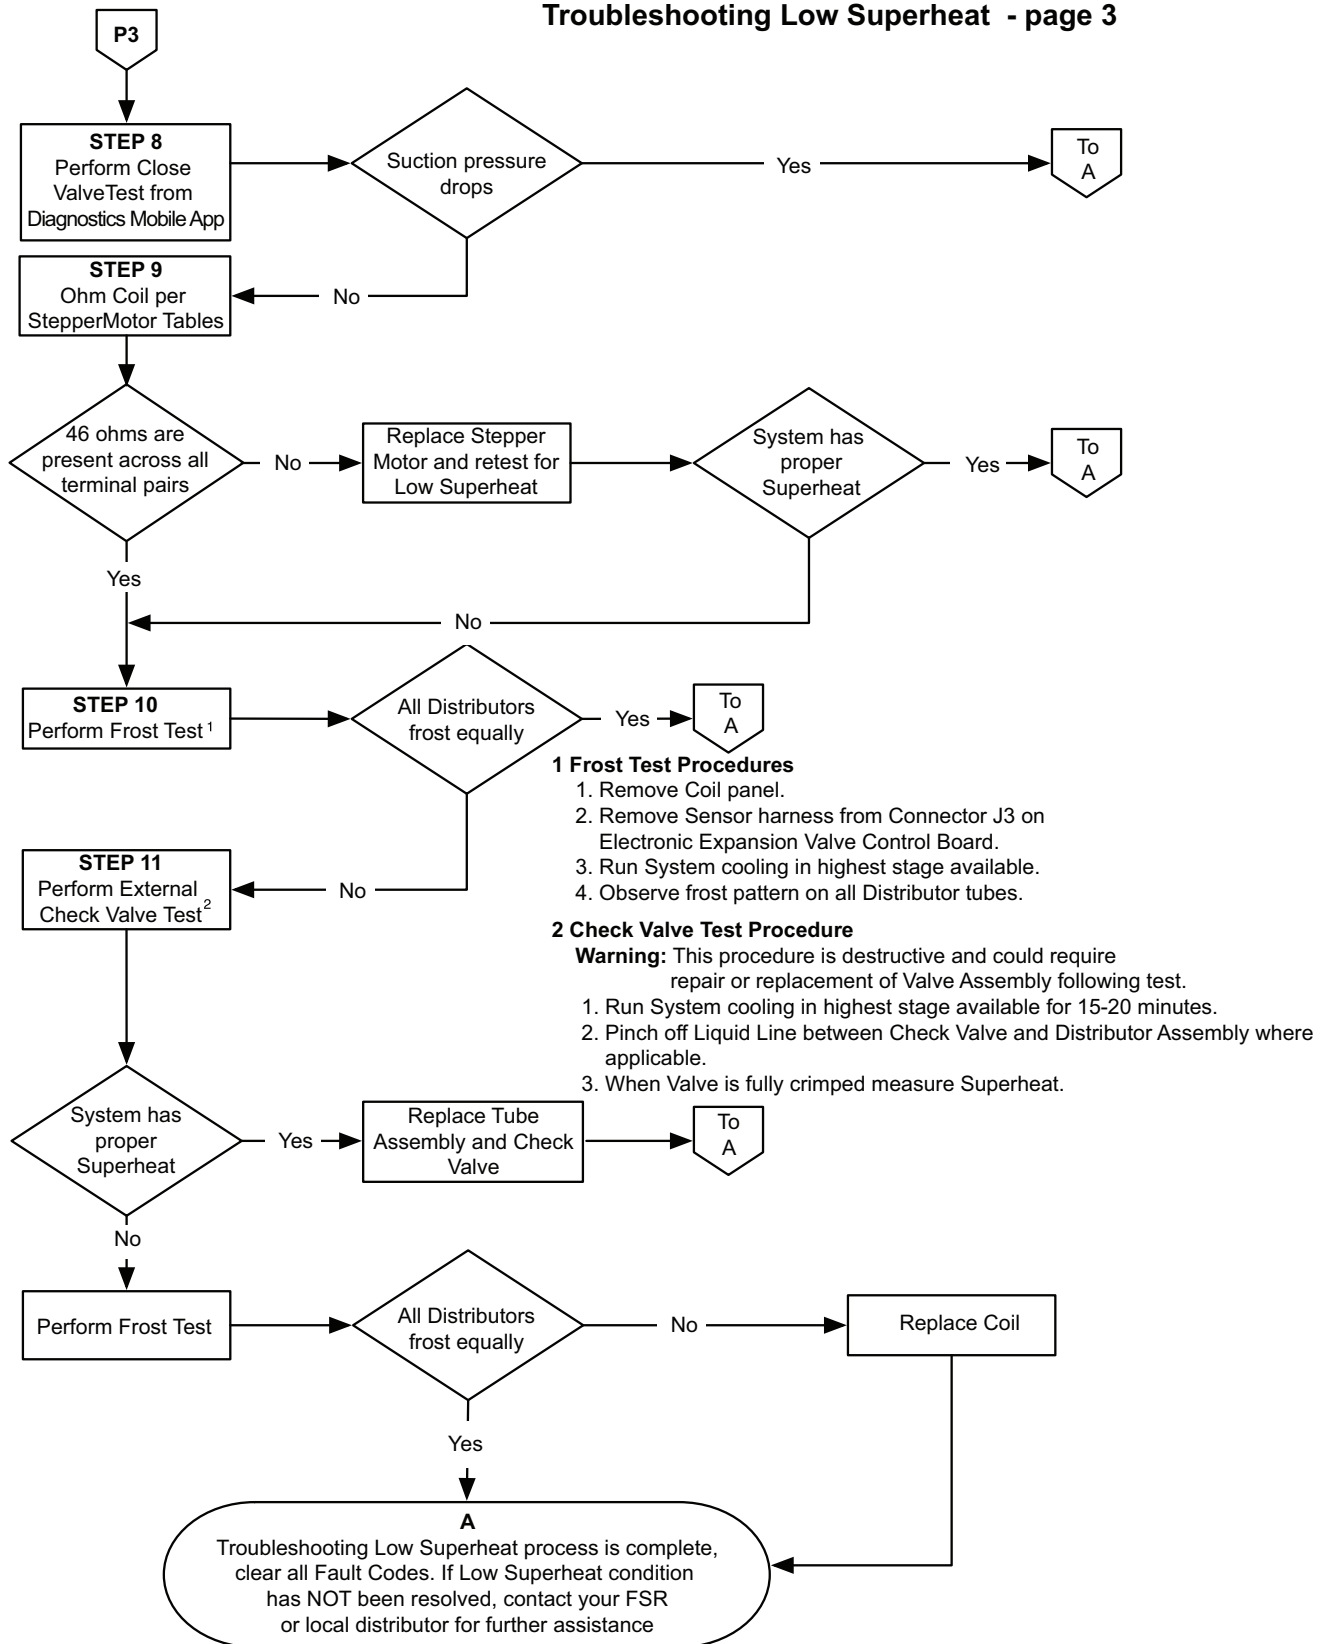 Troubleshooting Low Superheat - page 3
P3
STEP 8
Perform Close
ValveTest from
Diagnostics Mobile App
Suction pressure
drops
Yes
To
A
STEP 9
Ohm Coil per
StepperMotor Tables
No
46 ohms are
present across all
terminal pairs
No
Replace Stepper
Motor and retest for
Low Superheat
System has
proper
Superheat
Yes
To
A
Yes
No
STEP 10
Perform Frost Test 1
All Distributors
frost equally
Yes
To
A
1 Frost Test Procedures
1. Remove Coil panel.
2. Remove Sensor harness from Connector J3 on
Electronic Expansion Valve Control Board.
3. Run System cooling in highest stage available.
4. Observe frost pattern on all Distributor tubes.
STEP 11
Perform External
Check Valve Test 2
No
2 Check Valve Test Procedure
Warning: This procedure is destructive and could require
repair or replacement of Valve Assembly following test.
1. Run System cooling in highest stage available for 15-20 minutes.
2. Pinch off Liquid Line between Check Valve and Distributor Assembly where
applicable.
3. When Valve is fully crimped measure Superheat.
System has
proper
Superheat
Yes
Replace Tube
Assembly and Check
Valve
To
A
No
Perform Frost Test
All Distributors
frost equally
No
Replace Coil
Yes
A
Troubleshooting Low Superheat process is complete,
clear all Fault Codes. If Low Superheat condition
has NOT been resolved, contact your FSR
or local distributor for further assistance